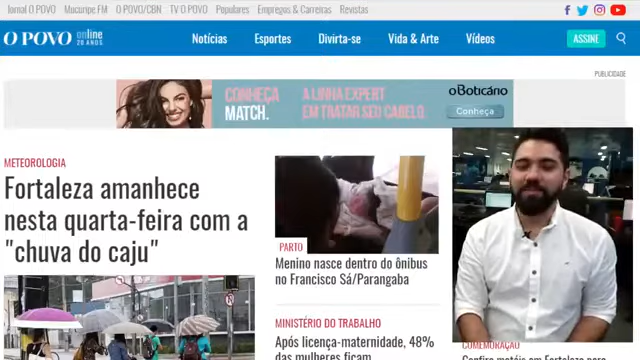 Jornal O POVO Mucuripe FM O POVO/CBN TV O POVO Populares Empregos & Carreiras Revistas
O POVO online
20 ANOS
Notícias Esportes Divirta-se Vida & Arte Vídeos ASSINE
PUBLICIDADE
CONHEÇA
MATCH.
A LINHA EXPERT
EM TRATAR SEU CABELO.
oBoticário
Conheça
METEOROLOGIA
Fortaleza amanhece
nesta quarta-feira com a
"chuva do caju"
PARTO
Menino nasce dentro do ônibus
no Francisco Sá/Parangaba
MINISTÉRIO DO TRABALHO
Após licença-maternidade, 48%
das mulheres ficam
COMEMORAÇÃO